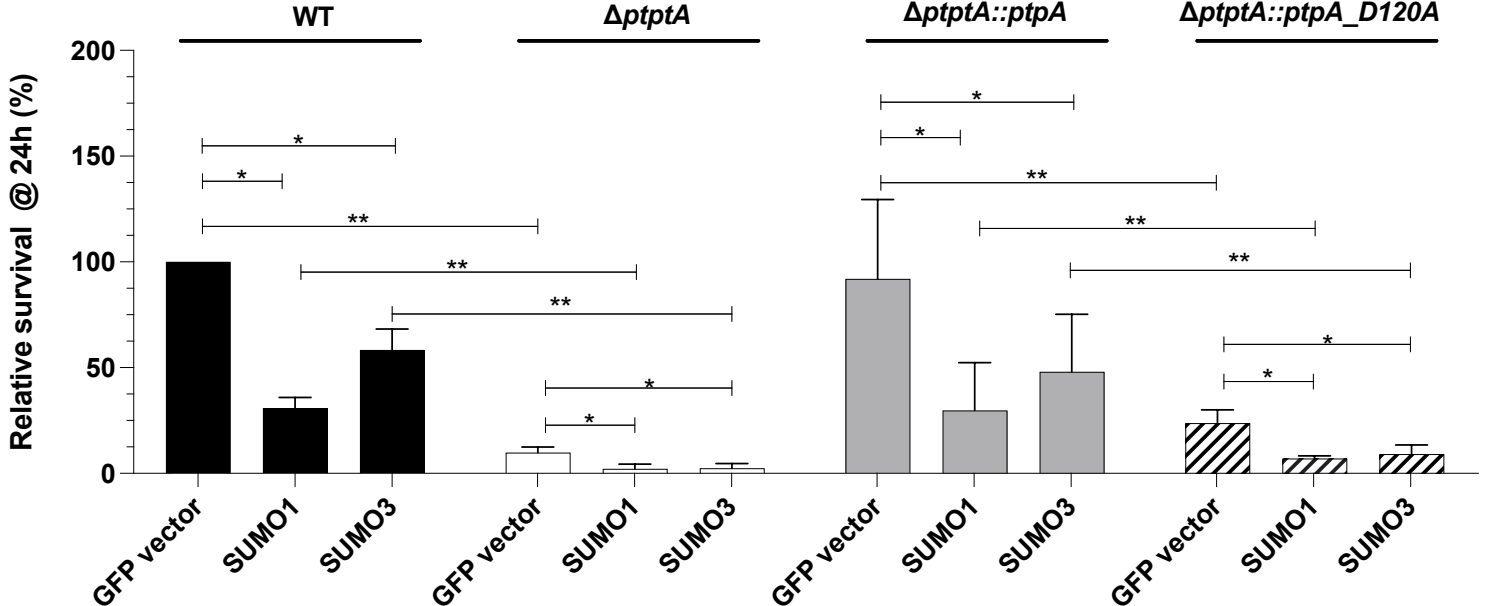 WT ΔptptA ΔptptA::ptpA ΔptptA::ptpA_D120A
Relative survival @ 24h (%)
200
150
100
50
0
* * ** ** **
* *
* * ** ** **
* *
GFP vector SUMO1 SUMO3 GFP vector SUMO1 SUMO3 GFP vector SUMO1 SUMO3 GFP vector SUMO1 SUMO3